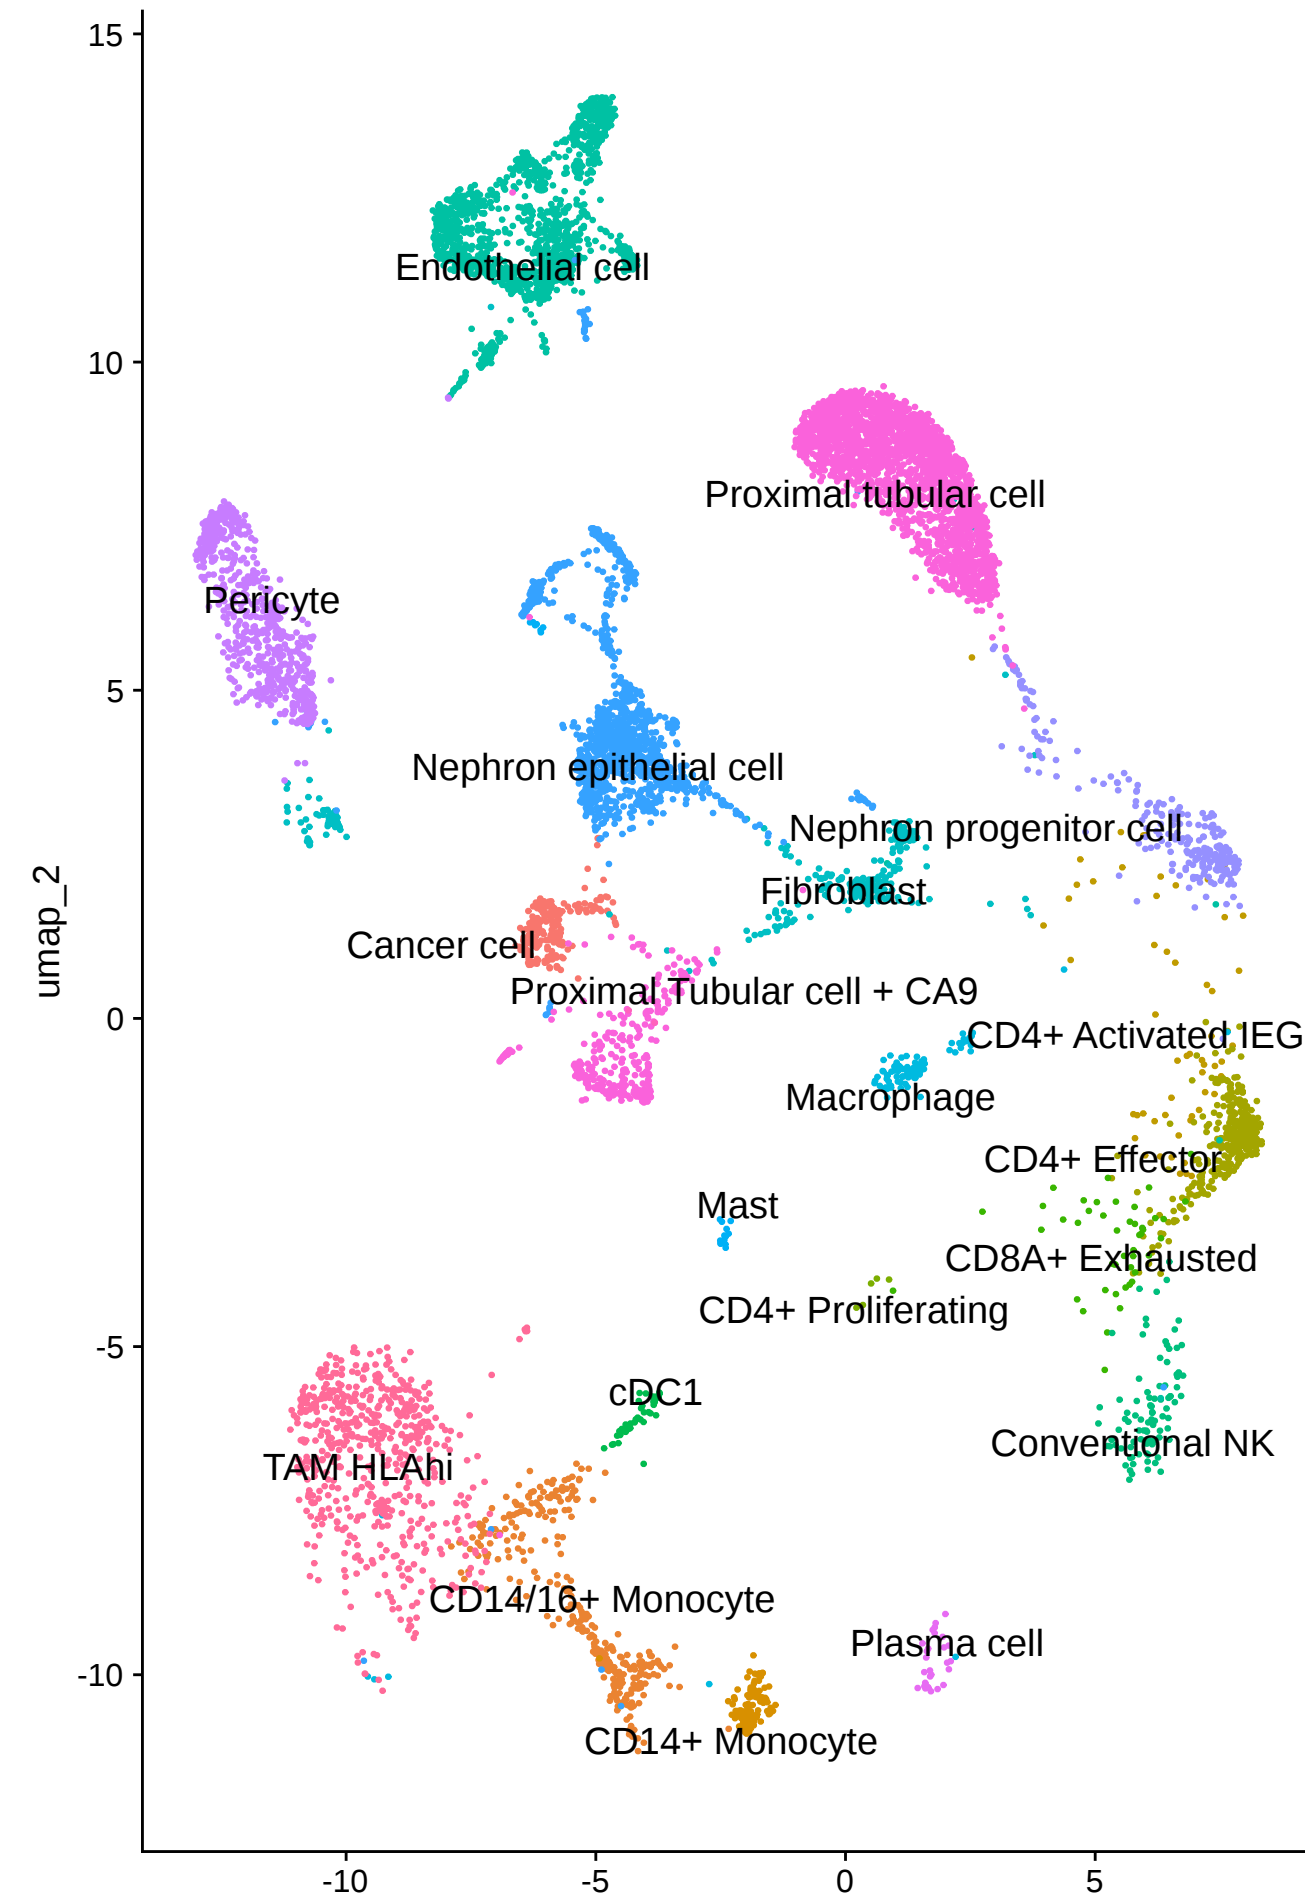 15
Endothelial cell
10
Proximal tubular cell
Pericyte
5
Nephron epithelial cell
Nephron progenitor cell
Fibroblast
umap_2
Cancer cell
Proximal Tubular cell + CA9
0
CD4+ Activated IEG
Macrophage
CD4+ Effector
Mast
CD8A+ Exhausted
CD4+ Proliferating
-5
cDC1
Conventional NK
TAM HLAhi
CD14/16+ Monocyte
Plasma cell
-10
CD14+ Monocyte
-10
-5
0
5